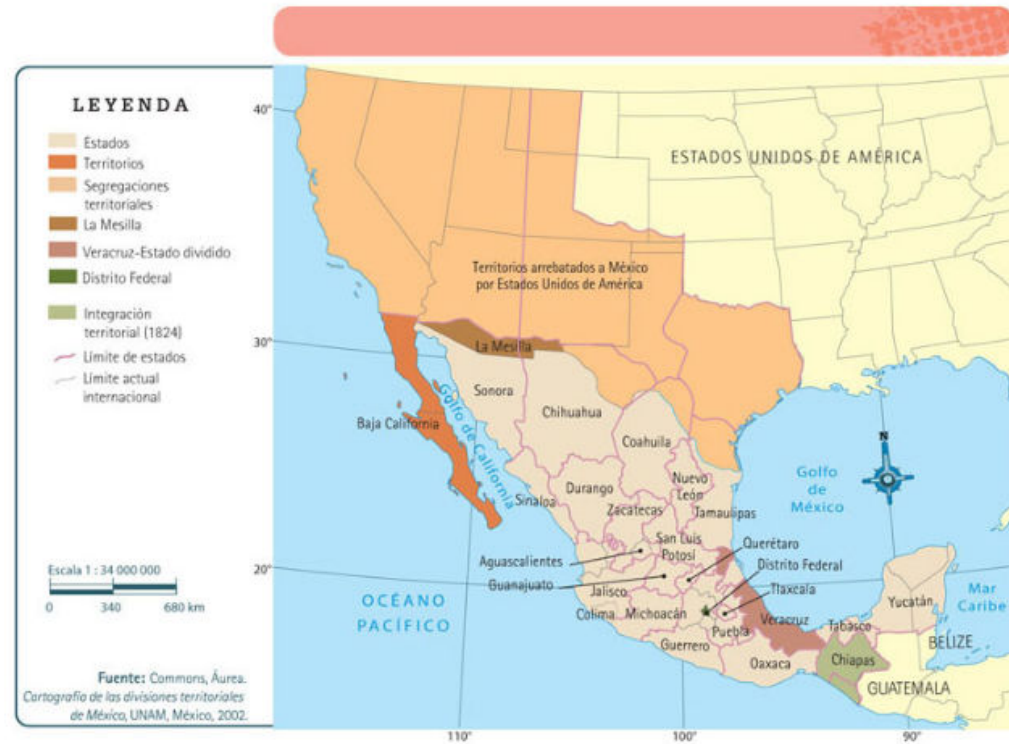 LEYENDA
Estados
Territorios
Segregaciones
territoriales
La Mesilla
Veracruz-Estado dividido
Distrito Federal
Integración
territorial (1824)
Límite de estados
Límite actual
internacional
Escala 1 : 34 000 000
0 340 680 km
Fuente: Commons, Áurea.
Cartografía de las divisiones territoriales
de México, UNAM, México, 2002.
40°
30°
20°
110°
100°
90°
ESTADOS UNIDOS DE AMÉRICA
Territorios arrebatados a México
por Estados Unidos de América
La Mesilla
Sonora
Chihuahua
Baja California
Golfo de California
Coahuila
N
Golfo
de
México
Nuevo
León
Durango
Sinaloa
Zacatecas
Tamaulipas
San Luis
Potosí
Querétaro
Aguascalientes
Distrito Federal
Guanajuato
Tlaxcala
Jalisco
OCÉANO
PACÍFICO
Colima
Michoacán
Veracruz
Yucatán
Mar
Caribe
Puebla
Tabasco
Guerrero
BELIZE
Oaxaca
Chiapas
GUATEMALA